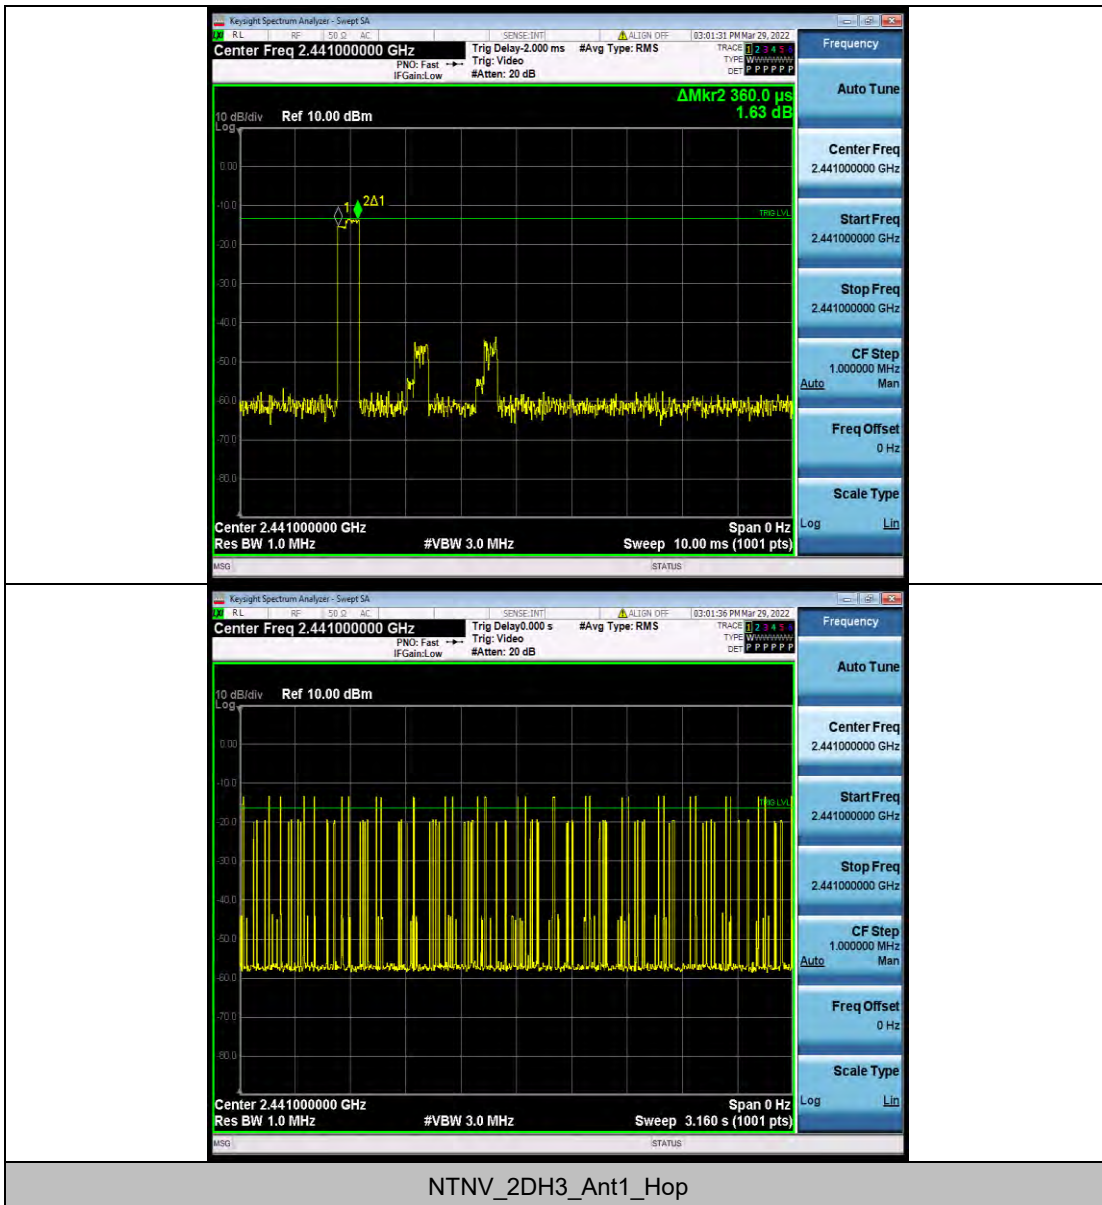 Keysight Spectrum Analyzer - Swept SA
RL RF 50 Ω AC SENSE:INT ALIGN OFF 03:01:31 PM Mar 29, 2022
Center Freq 2.441000000 GHz
PNO: Fast
IFGain:Low
Trig Delay-2.000 ms
Trig: Video
#Atten: 20 dB
#Avg Type: RMS
TRACE 1 2 3 4 5 6
TYPE WWWWWW
DET P P P P P P
ΔMkr2 360.0 µs
1.63 dB
10 dB/div
Log
Ref 10.00 dBm
0.00
-10.0
-20.0
-30.0
-40.0
-50.0
-60.0
-70.0
-80.0
1
2Δ1
TRIG LVL
Center 2.441000000 GHz
Span 0 Hz
Res BW 1.0 MHz
#VBW 3.0 MHz
Sweep 10.00 ms (1001 pts)
MSG
STATUS
Frequency
Auto Tune
Center Freq
2.441000000 GHz
Start Freq
2.441000000 GHz
Stop Freq
2.441000000 GHz
CF Step
1.000000 MHz
Auto Man
Freq Offset
0 Hz
Scale Type
Log Lin
Keysight Spectrum Analyzer - Swept SA
RL RF 50 Ω AC SENSE:INT ALIGN OFF 03:01:36 PM Mar 29, 2022
Center Freq 2.441000000 GHz
PNO: Fast
IFGain:Low
Trig Delay0.000 s
Trig: Video
#Atten: 20 dB
#Avg Type: RMS
TRACE 1 2 3 4 5 6
TYPE WWWWWW
DET P P P P P P
10 dB/div
Log
Ref 10.00 dBm
0.00
-10.0
-20.0
-30.0
-40.0
-50.0
-60.0
-70.0
-80.0
TRIG LVL
Center 2.441000000 GHz
Span 0 Hz
Res BW 1.0 MHz
#VBW 3.0 MHz
Sweep 3.160 s (1001 pts)
MSG
STATUS
Frequency
Auto Tune
Center Freq
2.441000000 GHz
Start Freq
2.441000000 GHz
Stop Freq
2.441000000 GHz
CF Step
1.000000 MHz
Auto Man
Freq Offset
0 Hz
Scale Type
Log Lin
NTNV_2DH3_Ant1_Hop